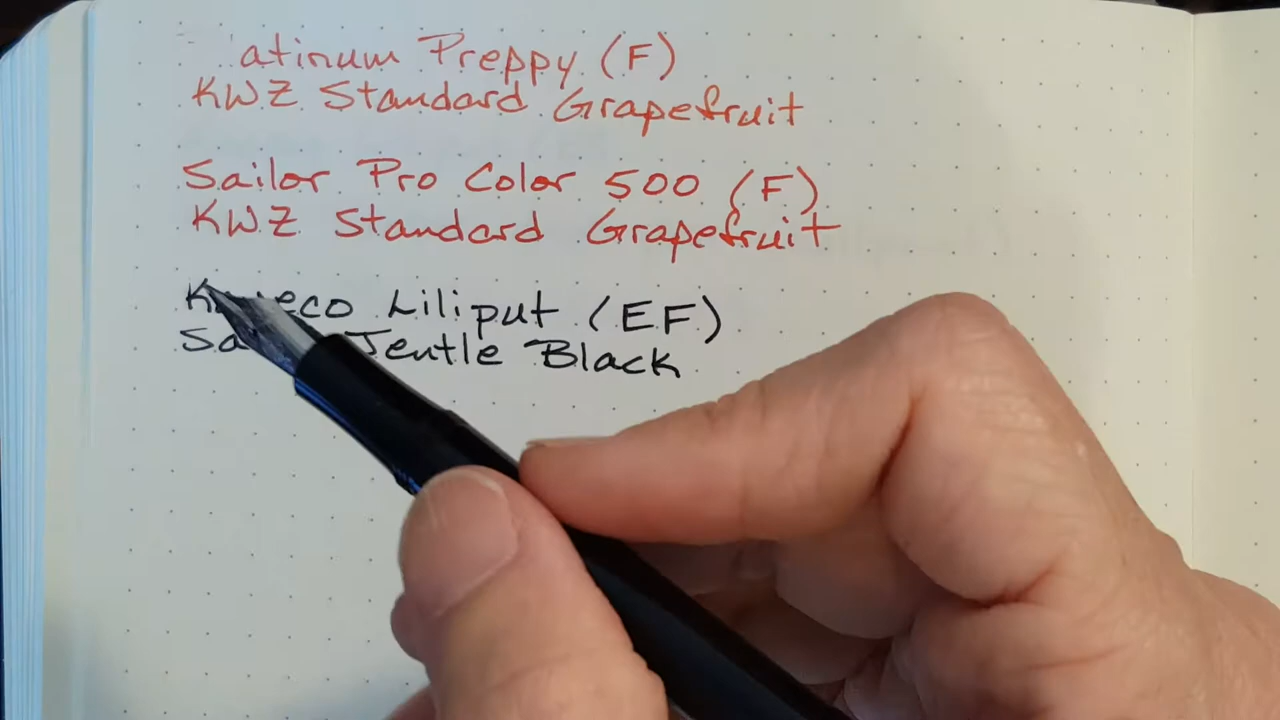 atinum Preppy (F)
KWZ Standard Grapefruit
Sailor Pro Color 500 (F)
KWZ Standard Grapefruit
Liliput (EF)
Jentle Black